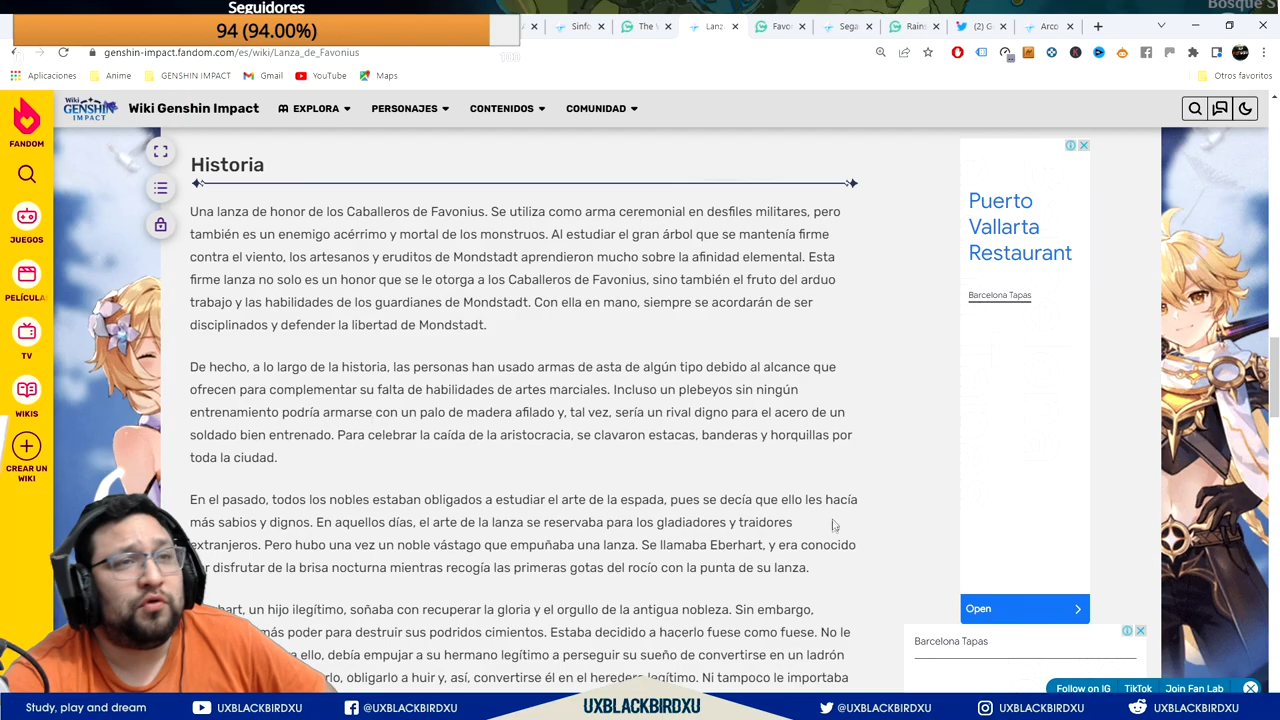 Seguidores
94 (94.00%)
Bosque S
Sinfo
The V
Lanz
Favor
Sega
Rains
(2) G
Arco
genshin-impact.fandom.com/es/wiki/Lanza_de_Favonius
Aplicaciones
Anime
GENSHIN IMPACT
Gmail
YouTube
Maps
Otros favoritos
FANDOM
Wiki Genshin Impact
EXPLORA
PERSONAJES
CONTENIDOS
COMUNIDAD
JUEGOS
PELÍCULA
TV
WIKIS
CREAR UN
WIKI
Historia
Una lanza de honor de los Caballeros de Favonius. Se utiliza como arma ceremonial en desfiles militares, pero
también es un enemigo acérrimo y mortal de los monstruos. Al estudiar el gran árbol que se mantenía firme
contra el viento, los artesanos y eruditos de Mondstadt aprendieron mucho sobre la afinidad elemental. Esta
firme lanza no solo es un honor que se le otorga a los Caballeros de Favonius, sino también el fruto del arduo
trabajo y las habilidades de los guardianes de Mondstadt. Con ella en mano, siempre se acordarán de ser
disciplinados y defender la libertad de Mondstadt.
De hecho, a lo largo de la historia, las personas han usado armas de asta de algún tipo debido al alcance que
ofrecen para complementar su falta de habilidades de artes marciales. Incluso un plebeyos sin ningún
entrenamiento podría armarse con un palo de madera afilado y, tal vez, sería un rival digno para el acero de un
soldado bien entrenado. Para celebrar la caída de la aristocracia, se clavaron estacas, banderas y horquillas por
toda la ciudad.
En el pasado, todos los nobles estaban obligados a estudiar el arte de la espada, pues se decía que ello les hacía
más sabios y dignos. En aquellos días, el arte de la lanza se reservaba para los gladiadores y traidores
extranjeros. Pero hubo una vez un noble vástago que empuñaba una lanza. Se llamaba Eberhart, y era conocido
disfrutar de la brisa nocturna mientras recogía las primeras gotas del rocío con la punta de su lanza.
hart, un hijo ilegítimo, soñaba con recuperar la gloria y el orgullo de la antigua nobleza. Sin embargo,
más poder para destruir sus podridos cimientos. Estaba decidido a hacerlo fuese como fuese. No le
ello, debía empujar a su hermano legítimo a perseguir su sueño de convertirse en un ladrón
rlo, obligarlo a huir y, así, convertirse él en el heredero legítimo. Ni tampoco le importaba
Puerto
Vallarta
Restaurant
Barcelona Tapas
Open
Barcelona Tapas
Follow on IG
TikTok
Join Fan Lab
Study, play and dream
UXBLACKBIRDXU
@UXBLACKBIRDXU
UXBLACKBIRDXU
@UXBLACKBIRDXU
UXBLACKBIRDXU
UXBLACKBIRDXU